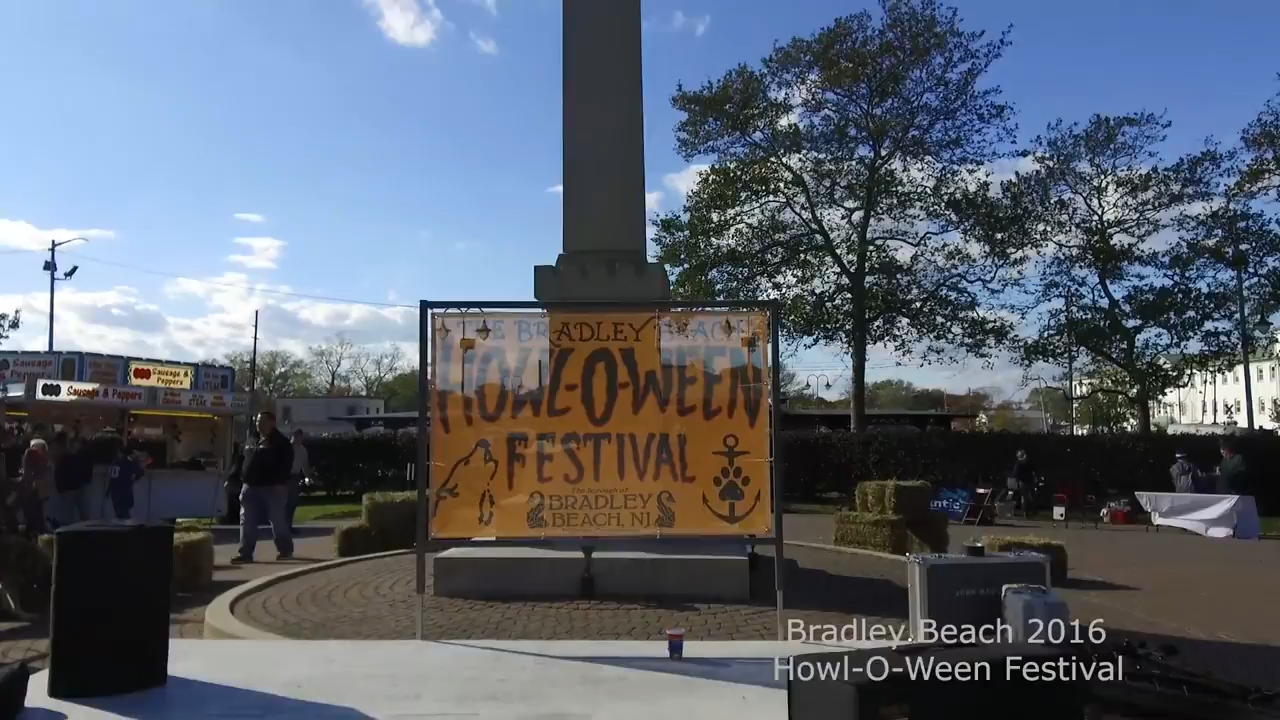 THE BRADLEY BEACH
HOWL-O-WEEN
FESTIVAL
The Borough of
BRADLEY
BEACH, NJ
Sausage & Peppers
Sausage & Peppers
Bradley Beach 2016
Howl-O-Ween Festival